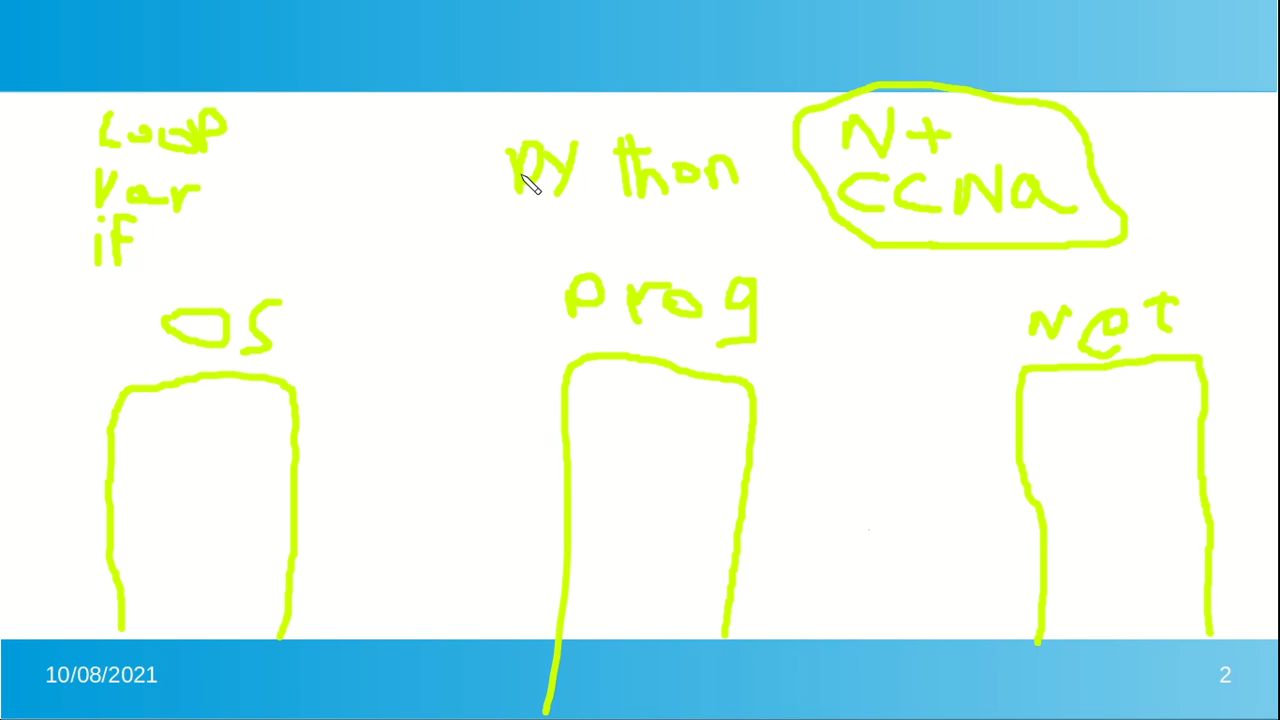 Loop
Var
if
Python
N+
CCNa
OS
Prog
Net
10/08/2021
2